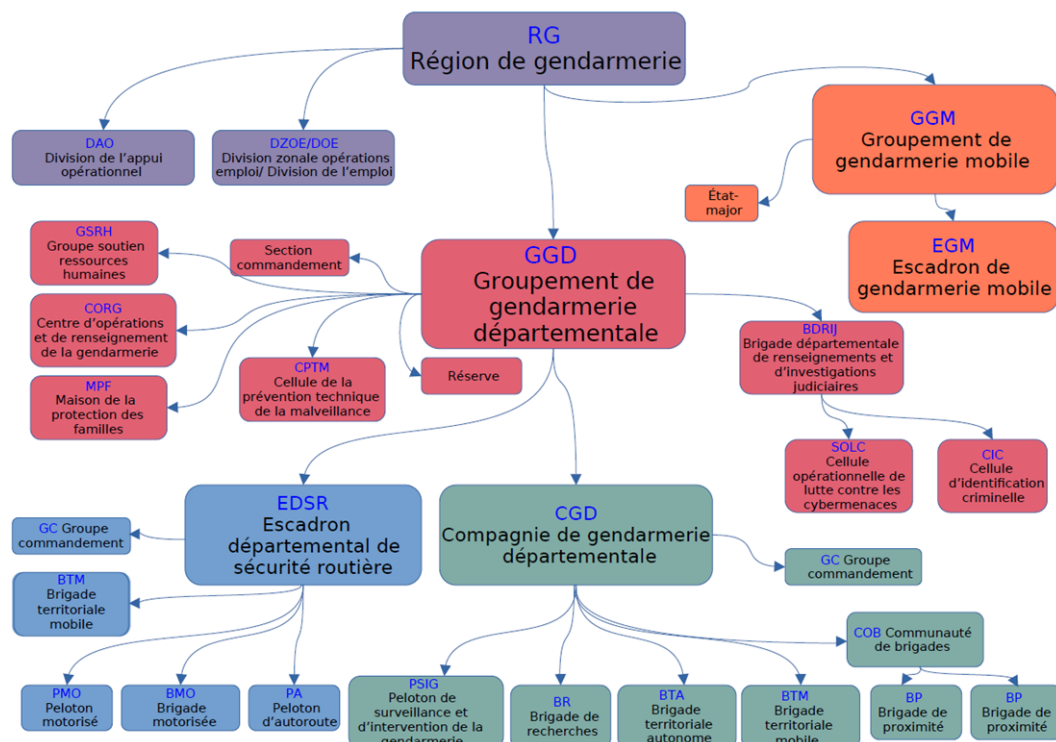 RG
Région de gendarmerie
DAO
Division de l'appui
opérationnel
DZOE/DOE
Division zonale opérations
emploi/ Division de l'emploi
GGM
Groupement de
gendarmerie mobile
État-
major
EGM
Escadron de
gendarmerie mobile
GSRH
Groupe soutien
ressources
humaines
Section
commandement
GGD
Groupement de
gendarmerie
départementale
CORG
Centre d'opérations
et de renseignement
de la gendarmerie
MPF
Maison de la
protection des
familles
CPTM
Cellule de la
prévention technique
de la malveillance
Réserve
BDRIJ
Brigade départementale
de renseignements et
d'investigations
judiciaires
SOLC
Cellule
opérationnelle de
lutte contre les
cybermenaces
CIC
Cellule
d'identification
criminelle
EDSR
Escadron
départemental de
sécurité routière
GC Groupe
commandement
BTM
Brigade
territoriale
mobile
PMO
Peloton
motorisé
BMO
Brigade
motorisée
PA
Peloton
d'autoroute
CGD
Compagnie de gendarmerie
départementale
GC Groupe
commandement
PSIG
Peloton de
surveillance et
d'intervention de la
gendarmerie
BR
Brigade de
recherches
BTA
Brigade
territoriale
autonome
BTM
Brigade
territoriale
mobile
COB Communauté
de brigades
BP
Brigade de
proximité
BP
Brigade de
proximité